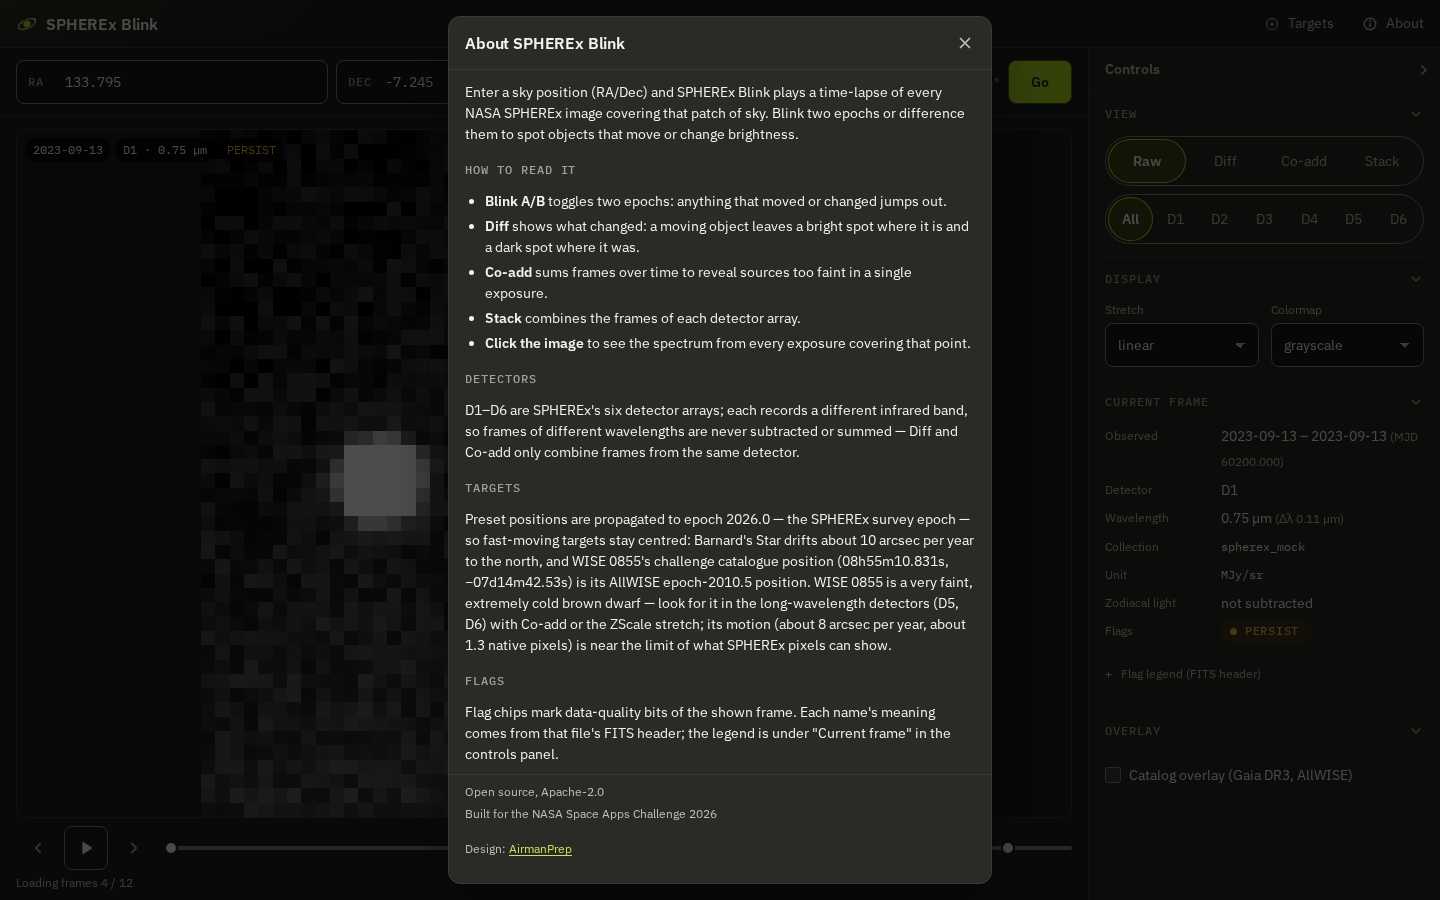 SPHEREx Blink
Targets
About
RA 133.795
DEC -7.245
Go
2023-09-13 D1 · 0.75 µm PERSIST
Loading frames 4 / 12
About SPHEREx Blink
Enter a sky position (RA/Dec) and SPHEREx Blink plays a time-lapse of every
NASA SPHEREx image covering that patch of sky. Blink two epochs or difference
them to spot objects that move or change brightness.
HOW TO READ IT
• Blink A/B toggles two epochs: anything that moved or changed jumps out.
• Diff shows what changed: a moving object leaves a bright spot where it is and
a dark spot where it was.
• Co-add sums frames over time to reveal sources too faint in a single
exposure.
• Stack combines the frames of each detector array.
• Click the image to see the spectrum from every exposure covering that point.
DETECTORS
D1–D6 are SPHEREx's six detector arrays; each records a different infrared band,
so frames of different wavelengths are never subtracted or summed — Diff and
Co-add only combine frames from the same detector.
TARGETS
Preset positions are propagated to epoch 2026.0 — the SPHEREx survey epoch —
so fast-moving targets stay centred: Barnard's Star drifts about 10 arcsec per year
to the north, and WISE 0855's challenge catalogue position (08h55m10.831s,
−07d14m42.53s) is its AllWISE epoch-2010.5 position. WISE 0855 is a very faint,
extremely cold brown dwarf — look for it in the long-wavelength detectors (D5,
D6) with Co-add or the ZScale stretch; its motion (about 8 arcsec per year, about
1.3 native pixels) is near the limit of what SPHEREx pixels can show.
FLAGS
Flag chips mark data-quality bits of the shown frame. Each name's meaning
comes from that file's FITS header; the legend is under "Current frame" in the
controls panel.
Open source, Apache-2.0
Built for the NASA Space Apps Challenge 2026
Design: AirmanPrep
Controls
VIEW
Raw Diff Co-add Stack
All D1 D2 D3 D4 D5 D6
DISPLAY
Stretch Colormap
linear grayscale
CURRENT FRAME
Observed 2023-09-13 – 2023-09-13 (MJD
60200.000)
Detector D1
Wavelength 0.75 µm (Δλ 0.11 µm)
Collection spherex_mock
Unit MJy/sr
Zodiacal light not subtracted
Flags PERSIST
+ Flag legend (FITS header)
OVERLAY
Catalog overlay (Gaia DR3, AllWISE)